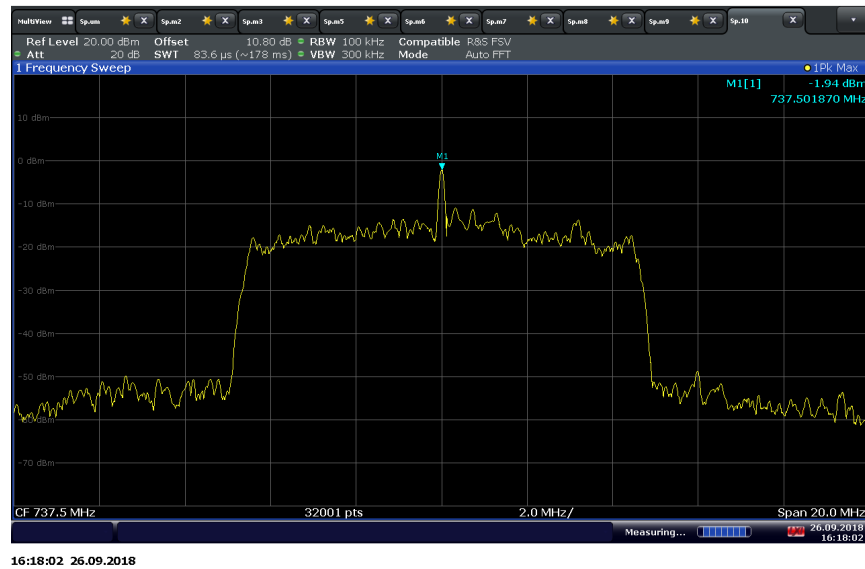 MultiView Sp.um X Sp.m2 X Sp.m3 X Sp.m5 X Sp.m6 X Sp.m7 X Sp.m8 X Sp.m9 X Sp.10 X
Ref Level 20.00 dBm Offset 10.80 dB RBW 100 kHz Compatible R&S FSV
Att 20 dB SWT 83.6 µs (~178 ms) VBW 300 kHz Mode Auto FFT
1 Frequency Sweep 1Pk Max
M1[1] -1.94 dBm
737.501870 MHz
10 dBm
M1
0 dBm
-10 dBm
-20 dBm
-30 dBm
-40 dBm
-50 dBm
-60 dBm
-70 dBm
CF 737.5 MHz 32001 pts 2.0 MHz/ Span 20.0 MHz
Measuring... 26.09.2018
16:18:02
16:18:02 26.09.2018